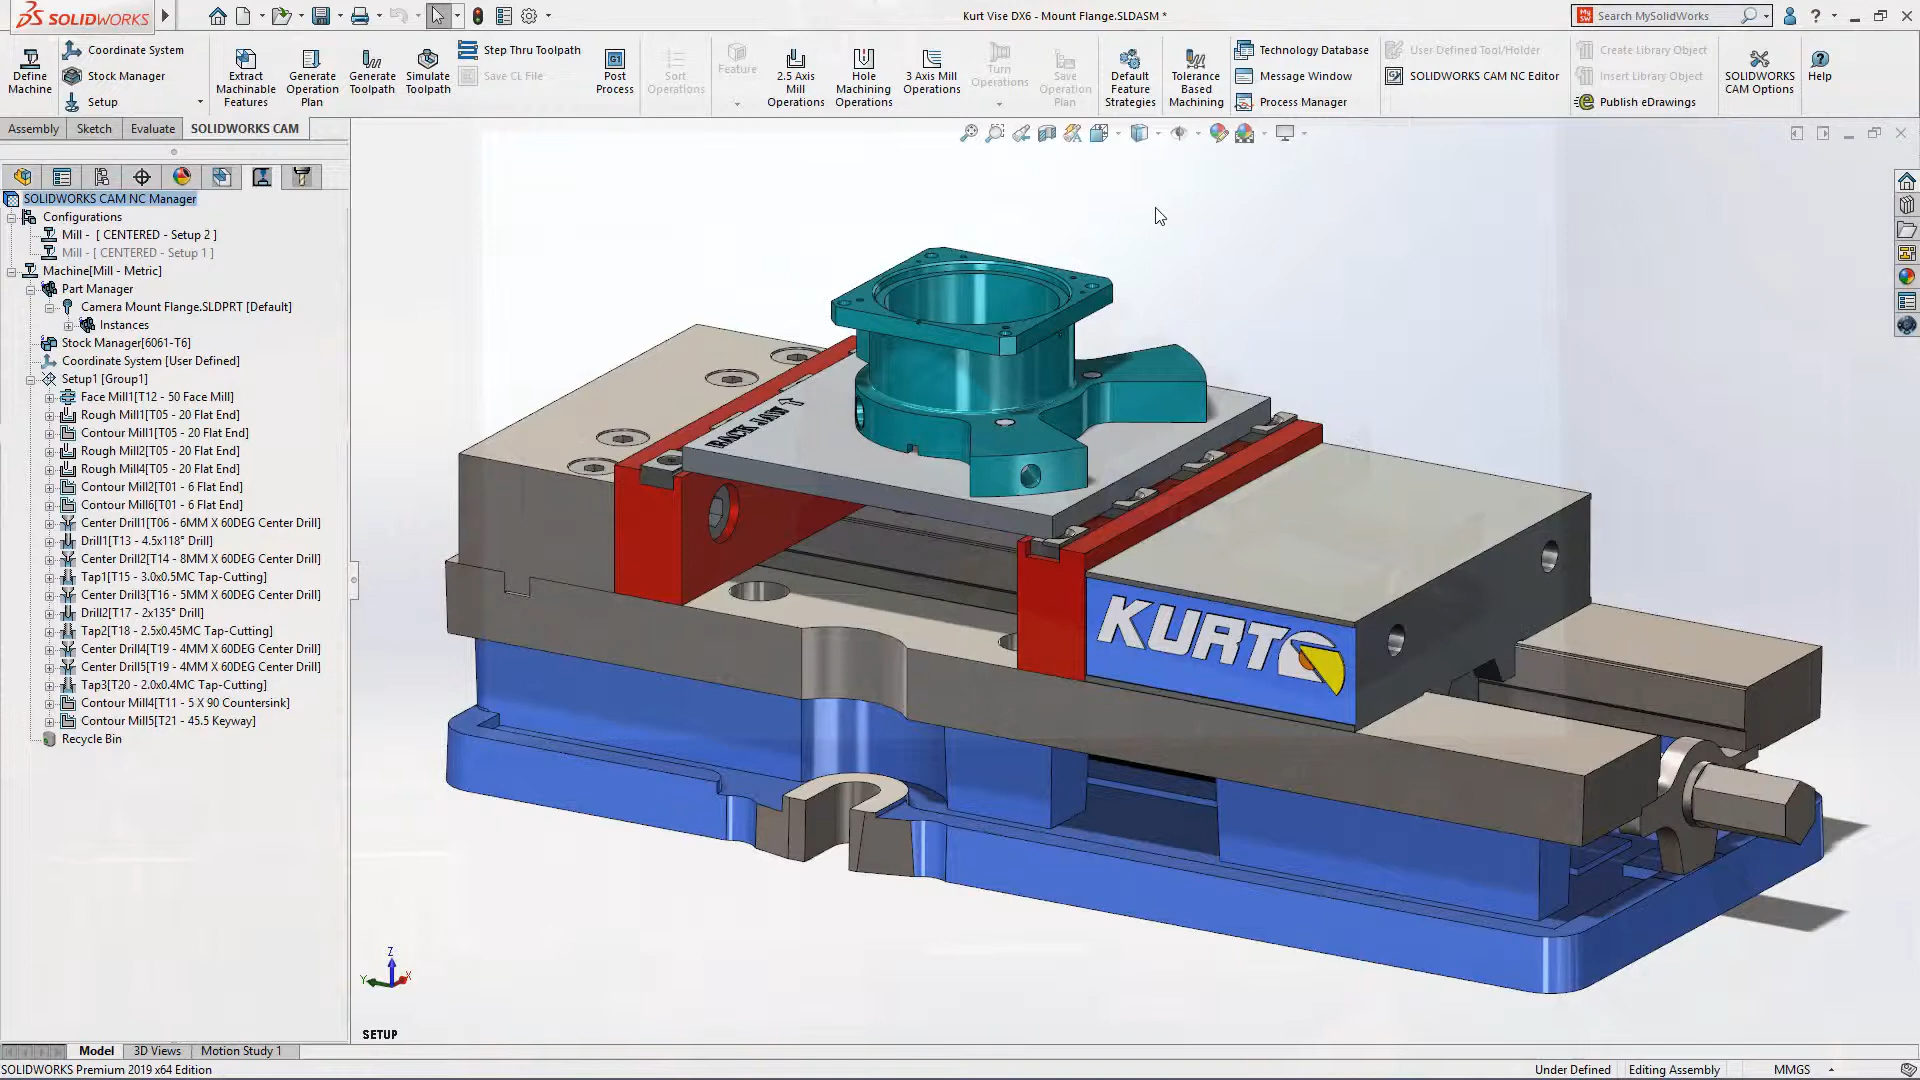 SOLIDWORKS
Kurt Vise DX6 - Mount Flange.SLDASM *
Search MySolidWorks
Define Machine
Coordinate System
Stock Manager
Setup
Extract Machinable Features
Generate Operation Plan
Generate Toolpath
Simulate Toolpath
Step Thru Toolpath
Save CL File
Post Process
Sort Operations
Feature
2.5 Axis Mill Operations
Hole Machining Operations
3 Axis Mill Operations
Turn Operations
Save Operation Plan
Default Feature Strategies
Tolerance Based Machining
Technology Database
Message Window
Process Manager
User Defined Tool/Holder
SOLIDWORKS CAM NC Editor
Create Library Object
Insert Library Object
Publish eDrawings
SOLIDWORKS CAM Options
Help
Assembly
Sketch
Evaluate
SOLIDWORKS CAM
SOLIDWORKS CAM NC Manager
Configurations
Mill - [ CENTERED - Setup 2 ]
Mill - [ CENTERED - Setup 1 ]
Machine[Mill - Metric]
Part Manager
Camera Mount Flange.SLDPRT [Default]
Instances
Stock Manager[6061-T6]
Coordinate System [User Defined]
Setup1 [Group1]
Face Mill1[T12 - 50 Face Mill]
Rough Mill1[T05 - 20 Flat End]
Contour Mill1[T05 - 20 Flat End]
Rough Mill2[T05 - 20 Flat End]
Rough Mill4[T05 - 20 Flat End]
Contour Mill2[T01 - 6 Flat End]
Contour Mill6[T01 - 6 Flat End]
Center Drill1[T06 - 6MM X 60DEG Center Drill]
Drill1[T13 - 4.5x118° Drill]
Center Drill2[T14 - 8MM X 60DEG Center Drill]
Tap1[T15 - 3.0x0.5MC Tap-Cutting]
Center Drill3[T16 - 5MM X 60DEG Center Drill]
Drill2[T17 - 2x135° Drill]
Tap2[T18 - 2.5x0.45MC Tap-Cutting]
Center Drill4[T19 - 4MM X 60DEG Center Drill]
Center Drill5[T19 - 4MM X 60DEG Center Drill]
Tap3[T20 - 2.0x0.4MC Tap-Cutting]
Contour Mill4[T11 - 5 X 90 Countersink]
Contour Mill5[T21 - 45.5 Keyway]
Recycle Bin
BACK JAW
KURT
Z
Y
X
SETUP
Model
3D Views
Motion Study 1
SOLIDWORKS Premium 2019 x64 Edition
Under Defined
Editing Assembly
MMGS